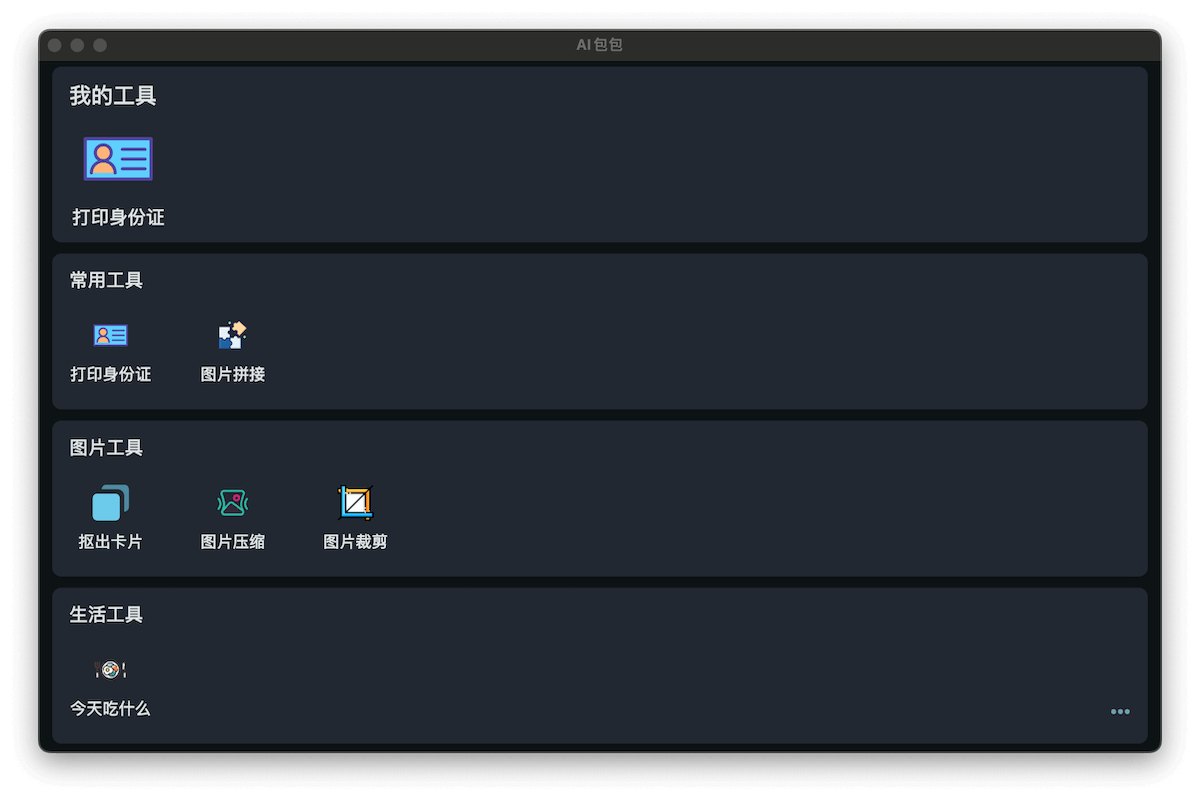 AI包包
我的工具
打印身份证
常用工具
打印身份证 图片拼接
图片工具
抠出卡片 图片压缩 图片裁剪
生活工具
今天吃什么